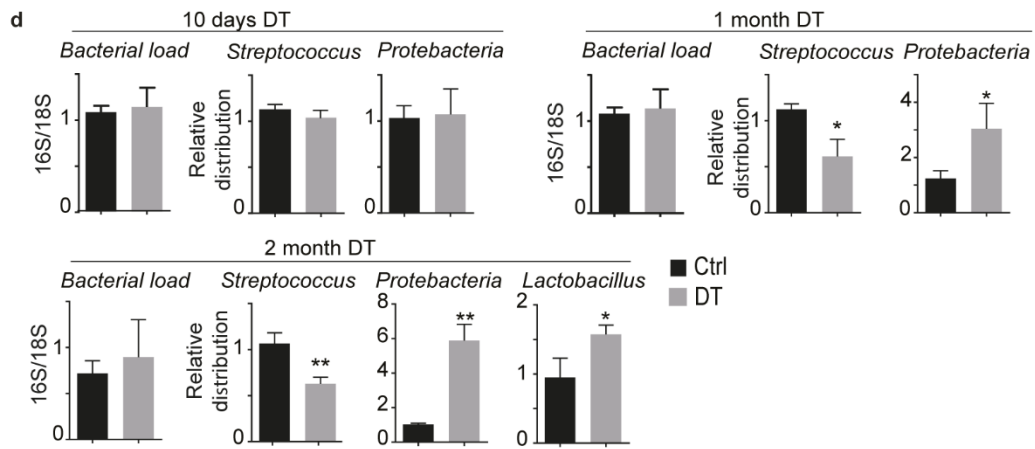 d
10 days DT
Bacterial load
Streptococcus
Protebacteria
16S/18S
1
0
Relative
distribution
1
0
1
0
1 month DT
Bacterial load
Streptococcus
Protebacteria
16S/18S
1
0
Relative
distribution
1
0
*
4
2
0
*
2 month DT
Bacterial load
Streptococcus
Protebacteria
Lactobacillus
16S/18S
1
0
Relative
distribution
1
0
**
8
6
4
2
0
**
2
1
0
*
Ctrl
DT